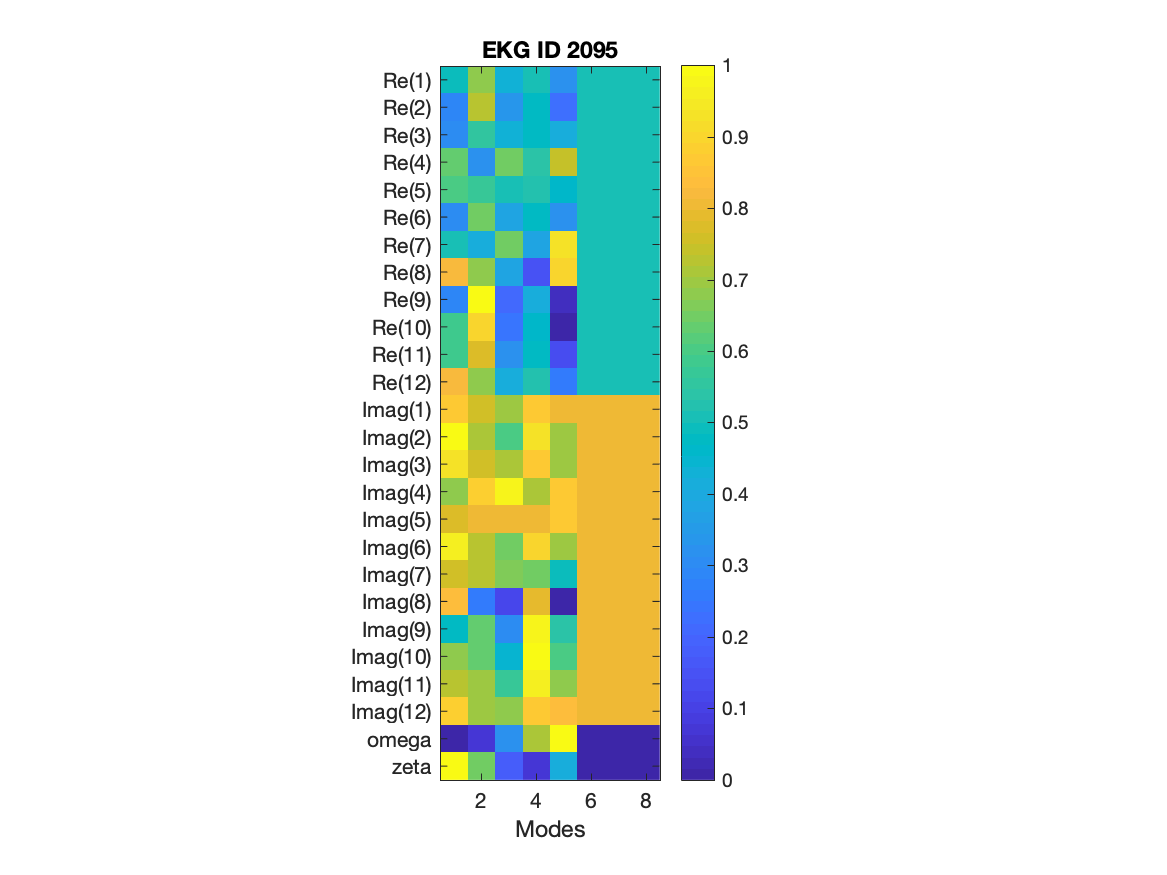 EKG ID 2095
Re(1)
Re(2)
Re(3)
Re(4)
Re(5)
Re(6)
Re(7)
Re(8)
Re(9)
Re(10)
Re(11)
Re(12)
Imag(1)
Imag(2)
Imag(3)
Imag(4)
Imag(5)
Imag(6)
Imag(7)
Imag(8)
Imag(9)
Imag(10)
Imag(11)
Imag(12)
omega
zeta
2 4 6 8
Modes
1
0.9
0.8
0.7
0.6
0.5
0.4
0.3
0.2
0.1
0